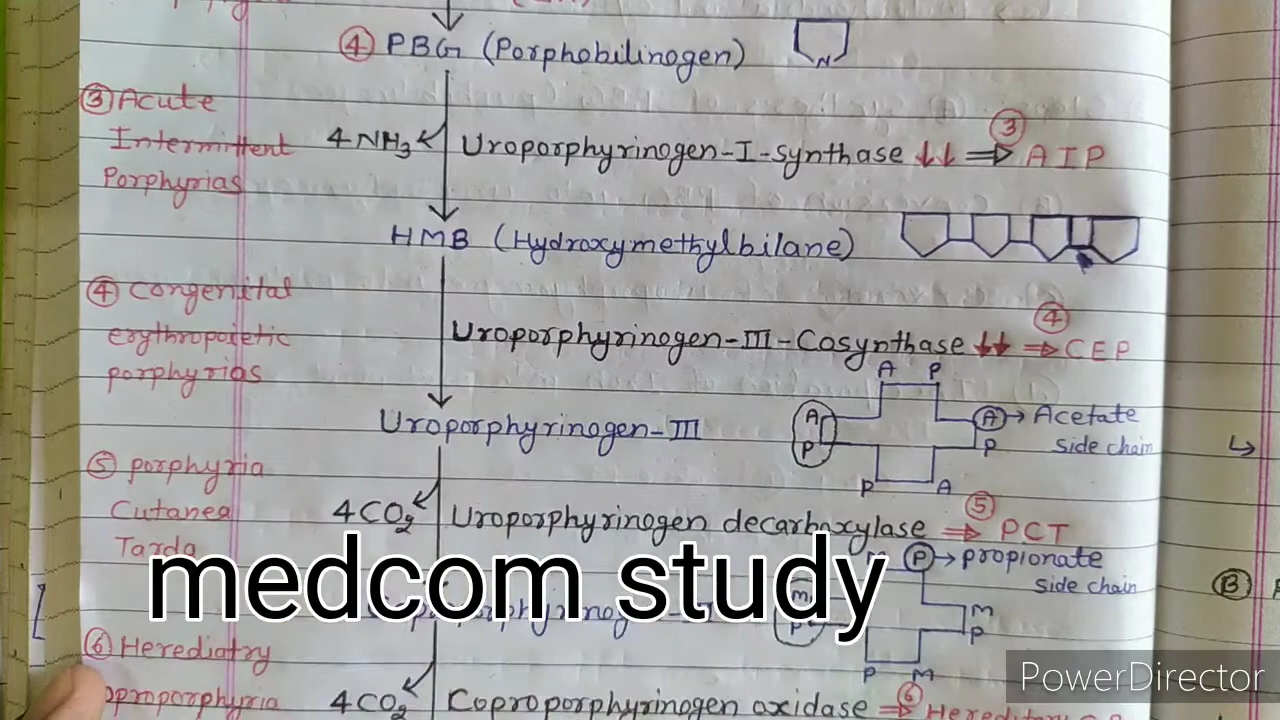 ④ PBG (Porphobilinogen)
N
③ Acute
Intermittent
Porphyrias
4NH₃
Uroporphyrinogen-I-synthase ↓↓ ⇒ ③ AIP
HMB (Hydroxymethylbilane)
④ Congenital
erythropoietic
porphyrias
Uroporphyrinogen-III-Cosynthase ↓↓ ⇒ ④ CEP
A P
Uroporphyrinogen-III
A A → Acetate
P P side chain
P A
⑤ porphyria
Cutanea
Tarda
4CO₂
Uroporphyrinogen decarboxylase ⇒ ⑤ PCT
P → propionate
side chain
medcom study
m M
P P
P M
⑥ Herediatry
4CO₂
Coproporphyrinogen oxidase ⇒ ⑥
PowerDirector
B